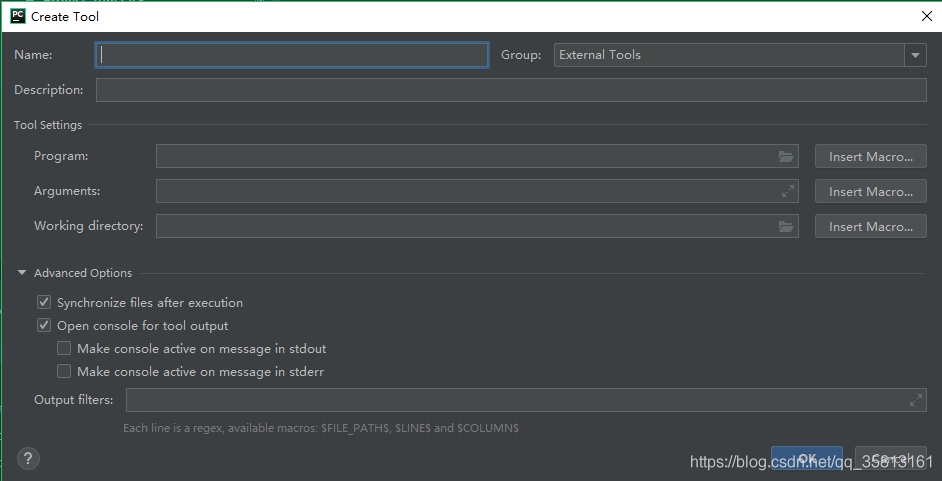 PC Create Tool
Name: Group: External Tools
Description:
Tool Settings
Program: Insert Macro...
Arguments: Insert Macro...
Working directory: Insert Macro...
Advanced Options
Synchronize files after execution
Open console for tool output
Make console active on message in stdout
Make console active on message in stderr
Output filters:
Each line is a regex, available macros: $FILE_PATH$, $LINE$ and $COLUMN$
? OK Cancel
https://blog.csdn.net/qq_35813161